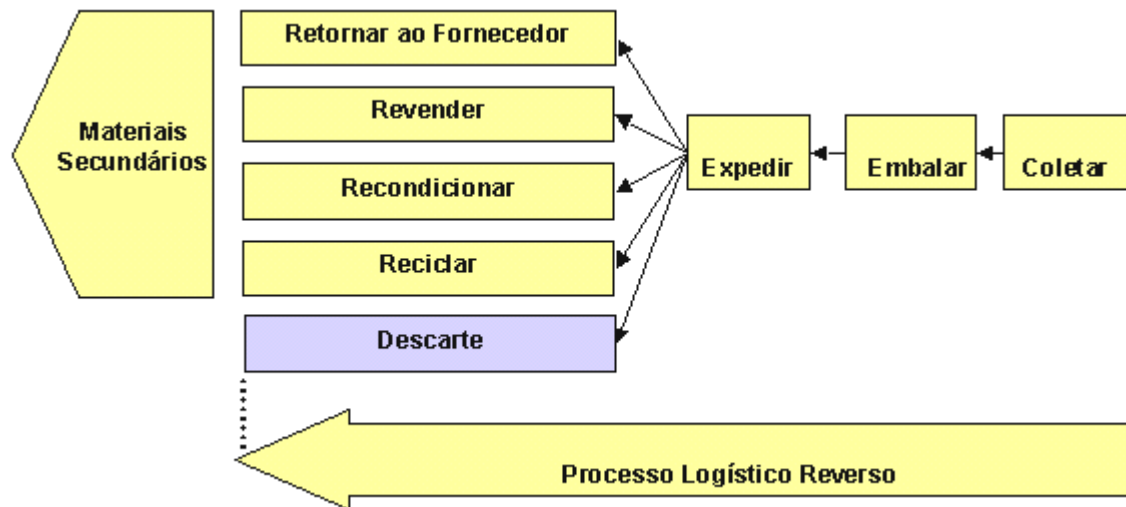 Retornar ao Fornecedor
Revender
Materiais
Secundários
Expedir
Embalar
Coletar
Recondicionar
Reciclar
Descarte
Processo Logístico Reverso